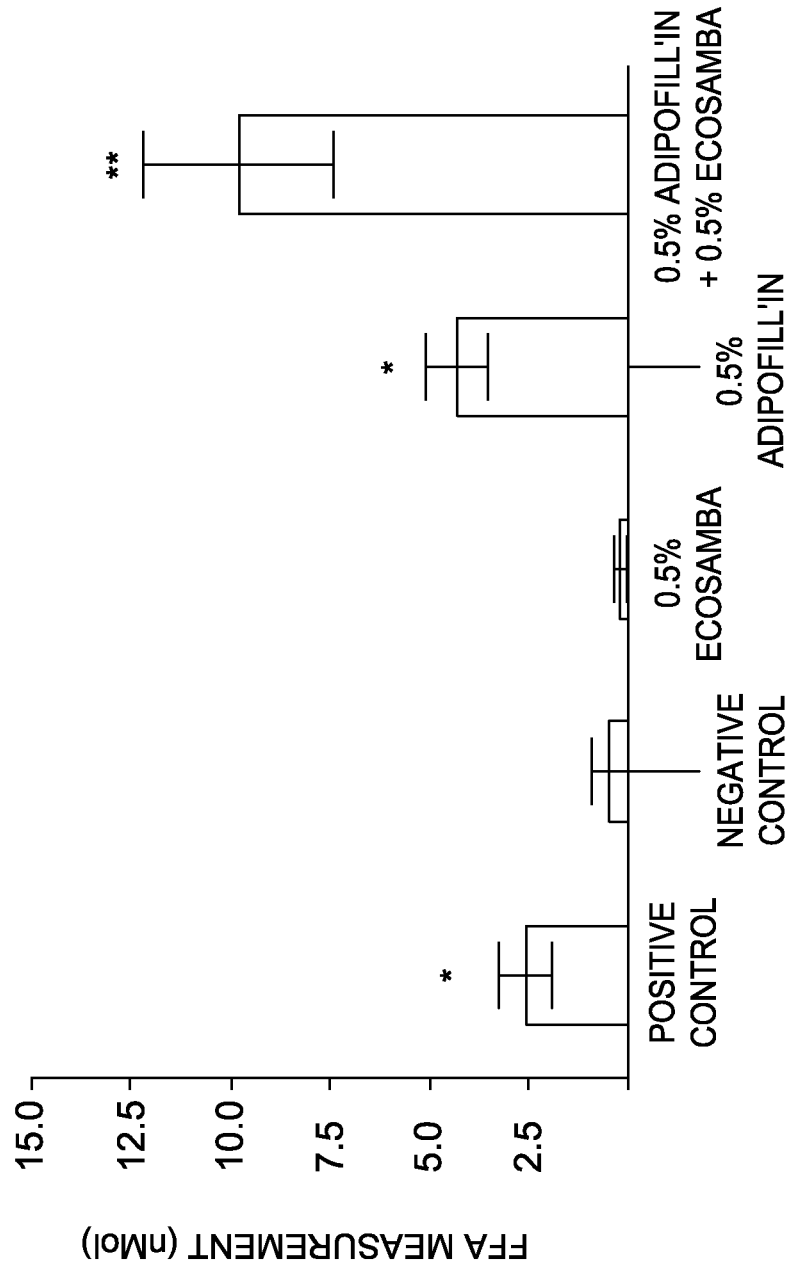 FFA MEASUREMENT (nMol)
15.0
12.5
10.0
7.5
5.0
2.5
*
*
**
POSITIVE
CONTROL
NEGATIVE
CONTROL
0.5%
ECOSAMBA
0.5%
ADIPOFILL'IN
0.5% ADIPOFILL'IN
+ 0.5% ECOSAMBA